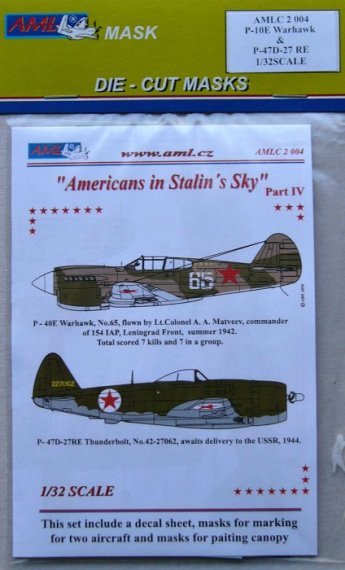 AML
MASK
AMLC 2 004
P-10E Warhawk
&
P-47D-27 RE
1/32SCALE
DIE - CUT MASKS
AML
www.aml.cz
AMLC 2 004
"Americans in Stalin´s Sky"
Part IV
65
P - 40E Warhawk, No.65, flown by Lt.Colonel A. A. Matveev, commander
of 154 IAP, Leningrad Front, summer 1942.
Total scored 7 kills and 7 in a group.
227062
P- 47D-27RE Thunderbolt, No.42-27062, awaits delivery to the USSR, 1944.
1/32 SCALE
This set include a decal sheet, masks for marking
for two aircraft and masks for paiting canopy